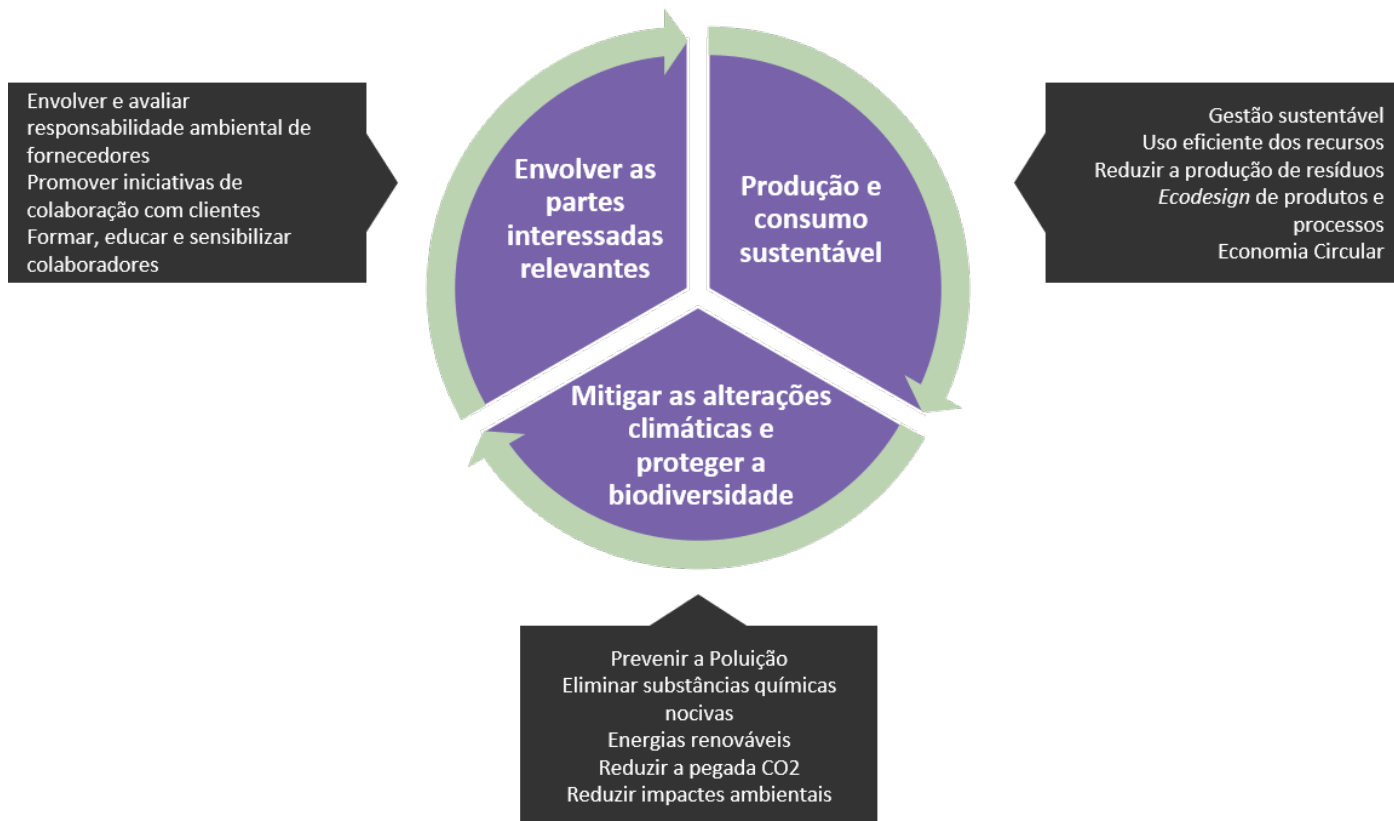 Envolver e avaliar
responsabilidade ambiental de
fornecedores
Promover iniciativas de
colaboração com clientes
Formar, educar e sensibilizar
colaboradores
Envolver as
partes
interessadas
relevantes
Produção e
consumo
sustentável
Gestão sustentável
Uso eficiente dos recursos
Reduzir a produção de resíduos
Ecodesign de produtos e
processos
Economia Circular
Mitigar as alterações
climáticas e
proteger a
biodiversidade
Prevenir a Poluição
Eliminar substâncias químicas
nocivas
Energias renováveis
Reduzir a pegada CO2
Reduzir impactes ambientais